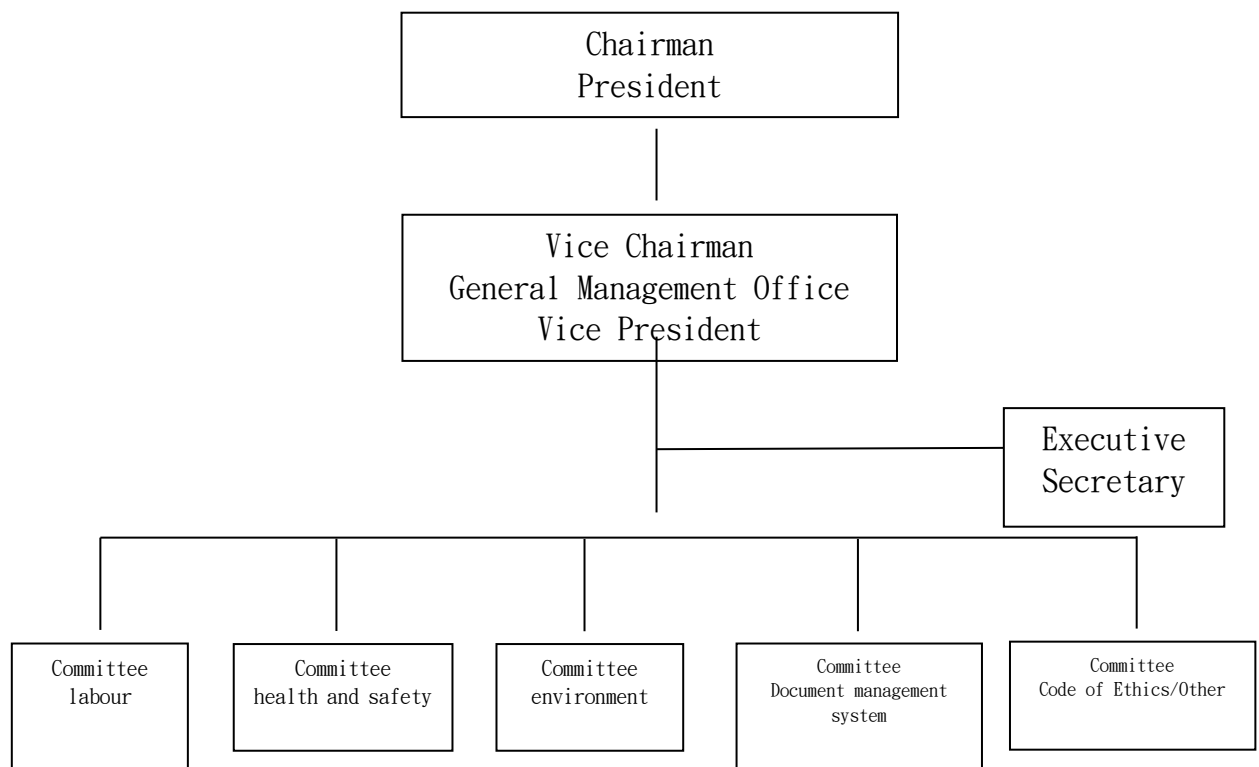 Chairman
President
Vice Chairman
General Management Office
Vice President
Executive
Secretary
Committee
labour
Committee
health and safety
Committee
environment
Committee
Document management
system
Committee
Code of Ethics/Other